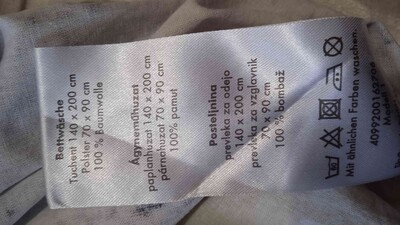 Bettwäsche
Tuchent 140 x 200 cm
Polster 70 x 90 cm
100 % Baumwolle
Ágyneműhuzat
paplanhuzat 140 x 200 cm
párnahuzat 70 x 90 cm
100% pamut
Posteljnina
prevleka za odejo
140 x 200 cm
prevleka za vzglavnik
70 x 90 cm
100 % bombaž
Mit ähnlichen Farben waschen.